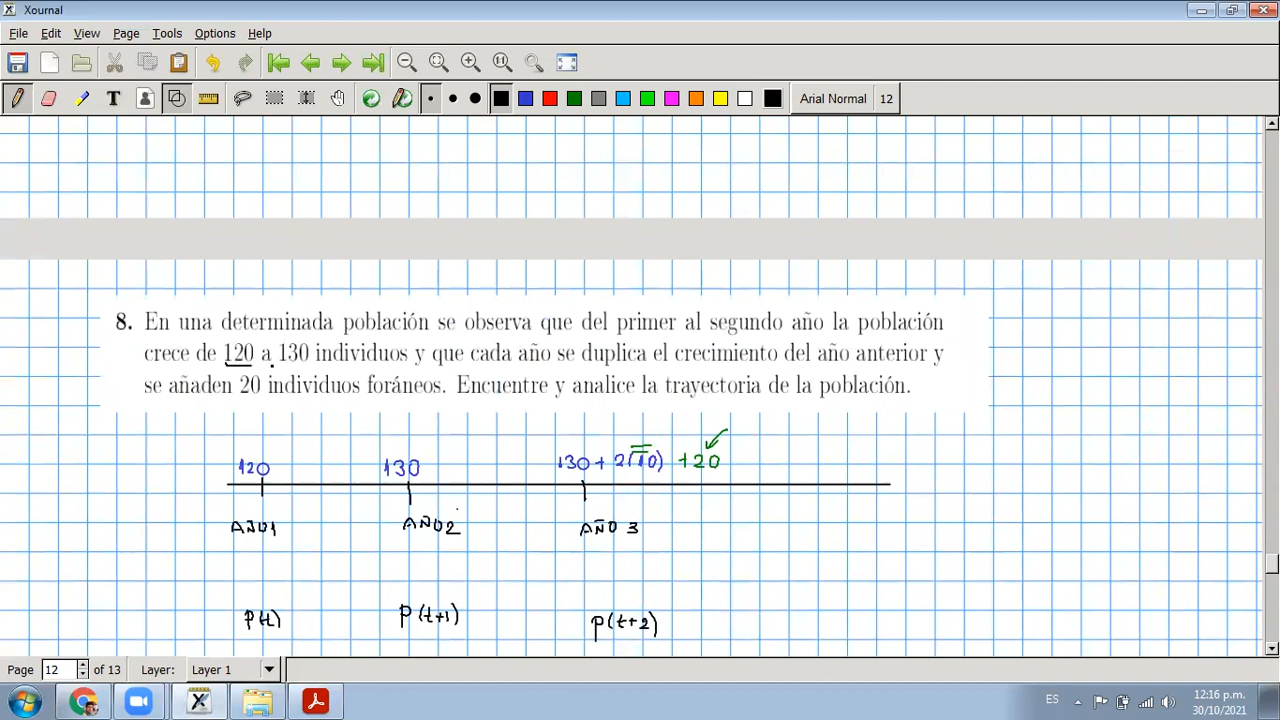 Xournal
File Edit View Page Tools Options Help
Arial Normal 12
8. En una determinada población se observa que del primer al segundo año la población
crece de 120 a 130 individuos y que cada año se duplica el crecimiento del año anterior y
se añaden 20 individuos foráneos. Encuentre y analice la trayectoria de la población.
120 130 130 + 2(10) +20
AÑO1 AÑO2 AÑO 3
P(t) P(t+1) P(t+2)
Page 12 of 13 Layer: Layer 1
ES 12:16 p.m.
30/10/2021